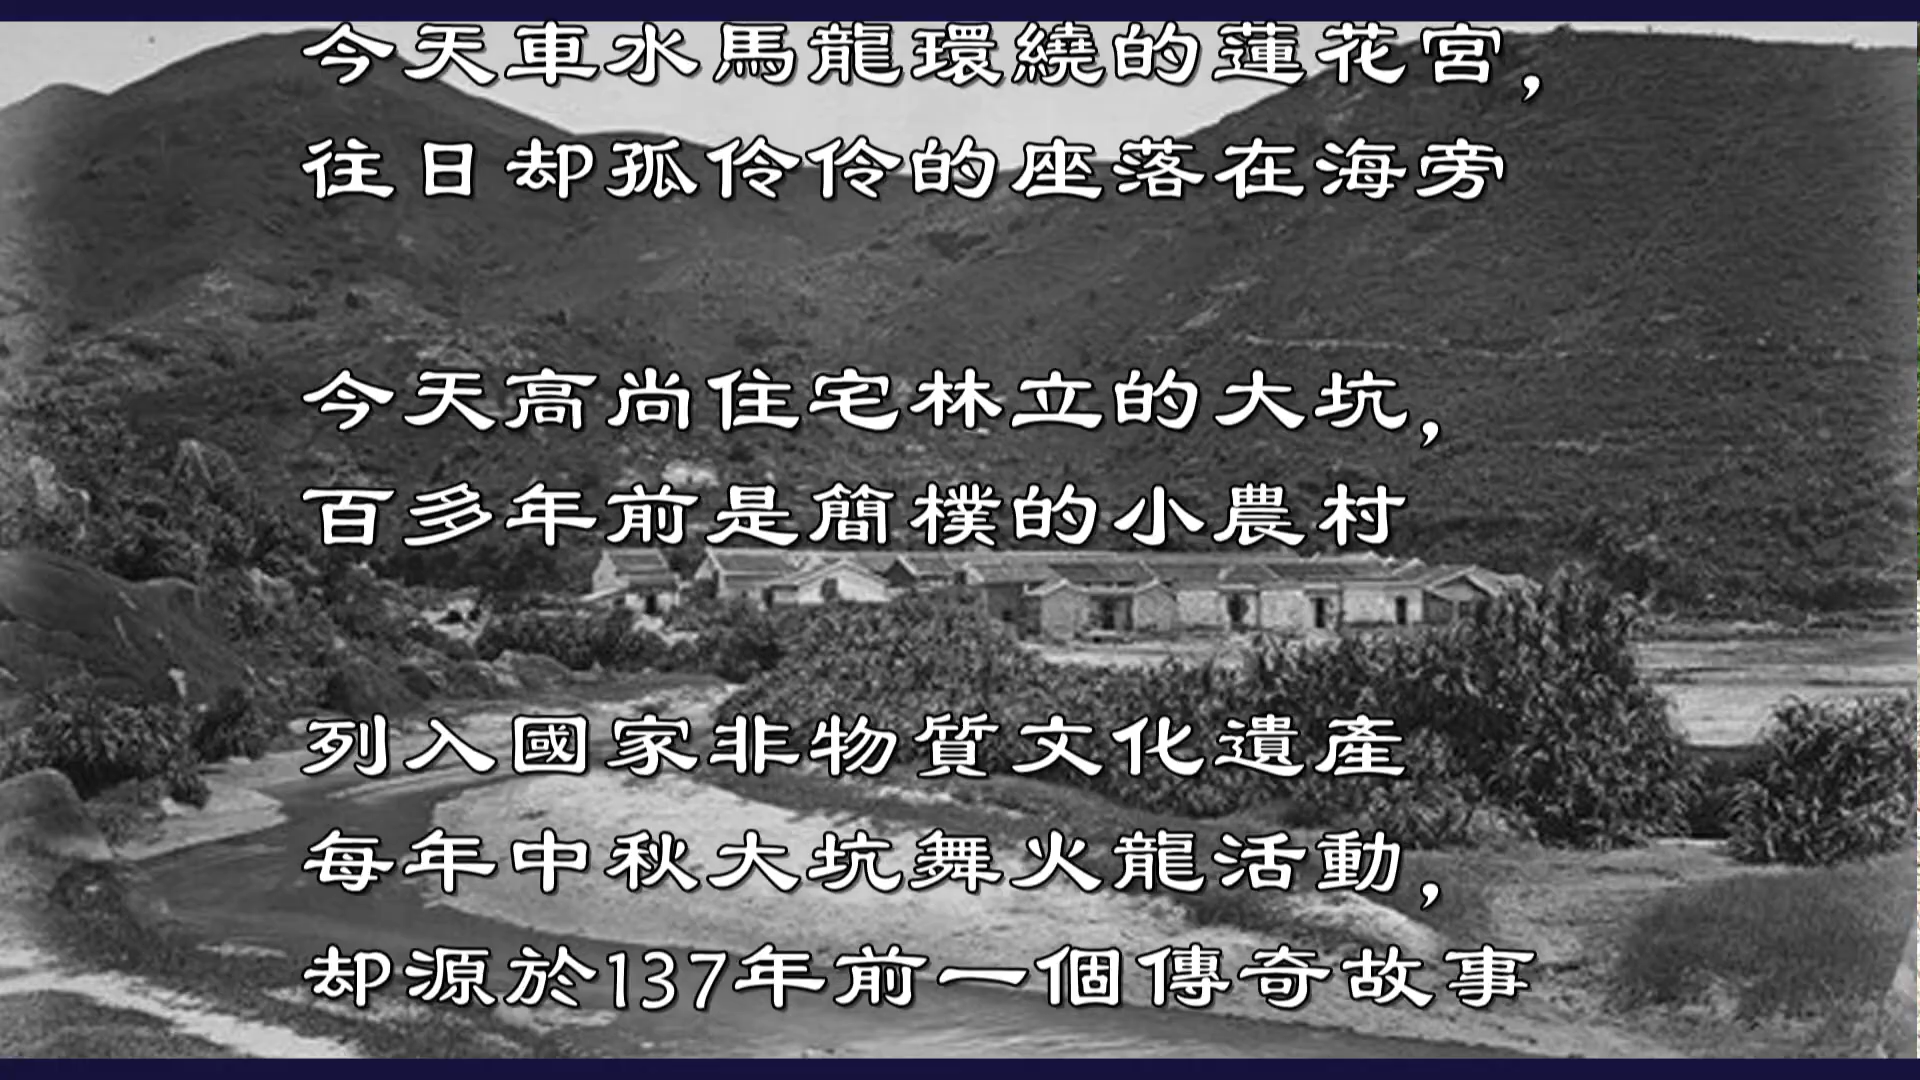 今天車水馬龍環繞的蓮花宮,
往日却孤伶伶的座落在海旁
今天高尚住宅林立的大坑,
百多年前是簡樸的小農村
列入國家非物質文化遺產
每年中秋大坑舞火龍活動,
却源於137年前一個傳奇故事